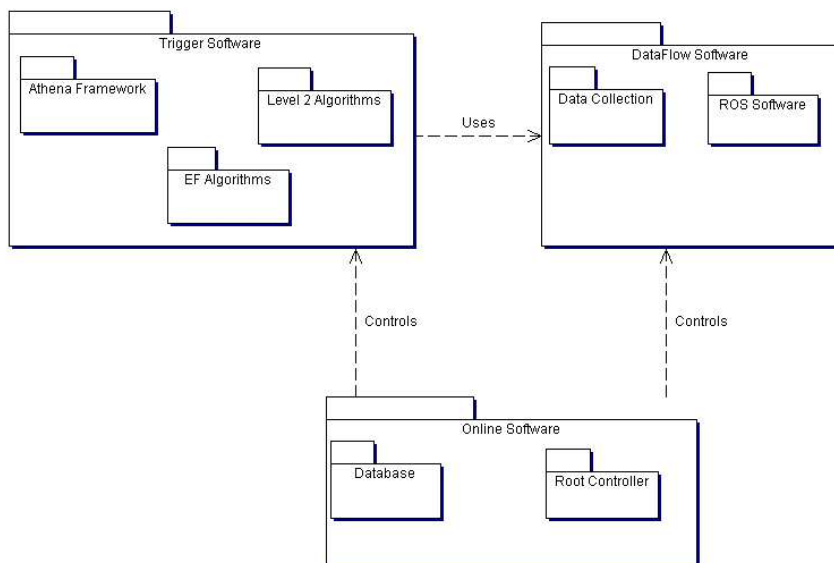 Trigger Software
DataFlow Software
Athena Framework
Level 2 Algorithms
Data Collection
ROS Software
Uses
EF Algorithms
Controls
Controls
Online Software
Database
Root Controller